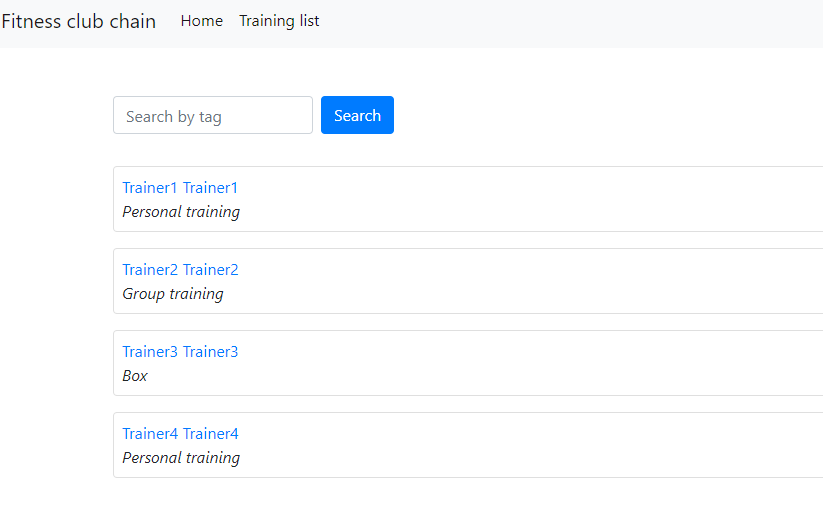 Fitness club chain Home Training list
Search by tag Search
Trainer1 Trainer1
Personal training
Trainer2 Trainer2
Group training
Trainer3 Trainer3
Box
Trainer4 Trainer4
Personal training